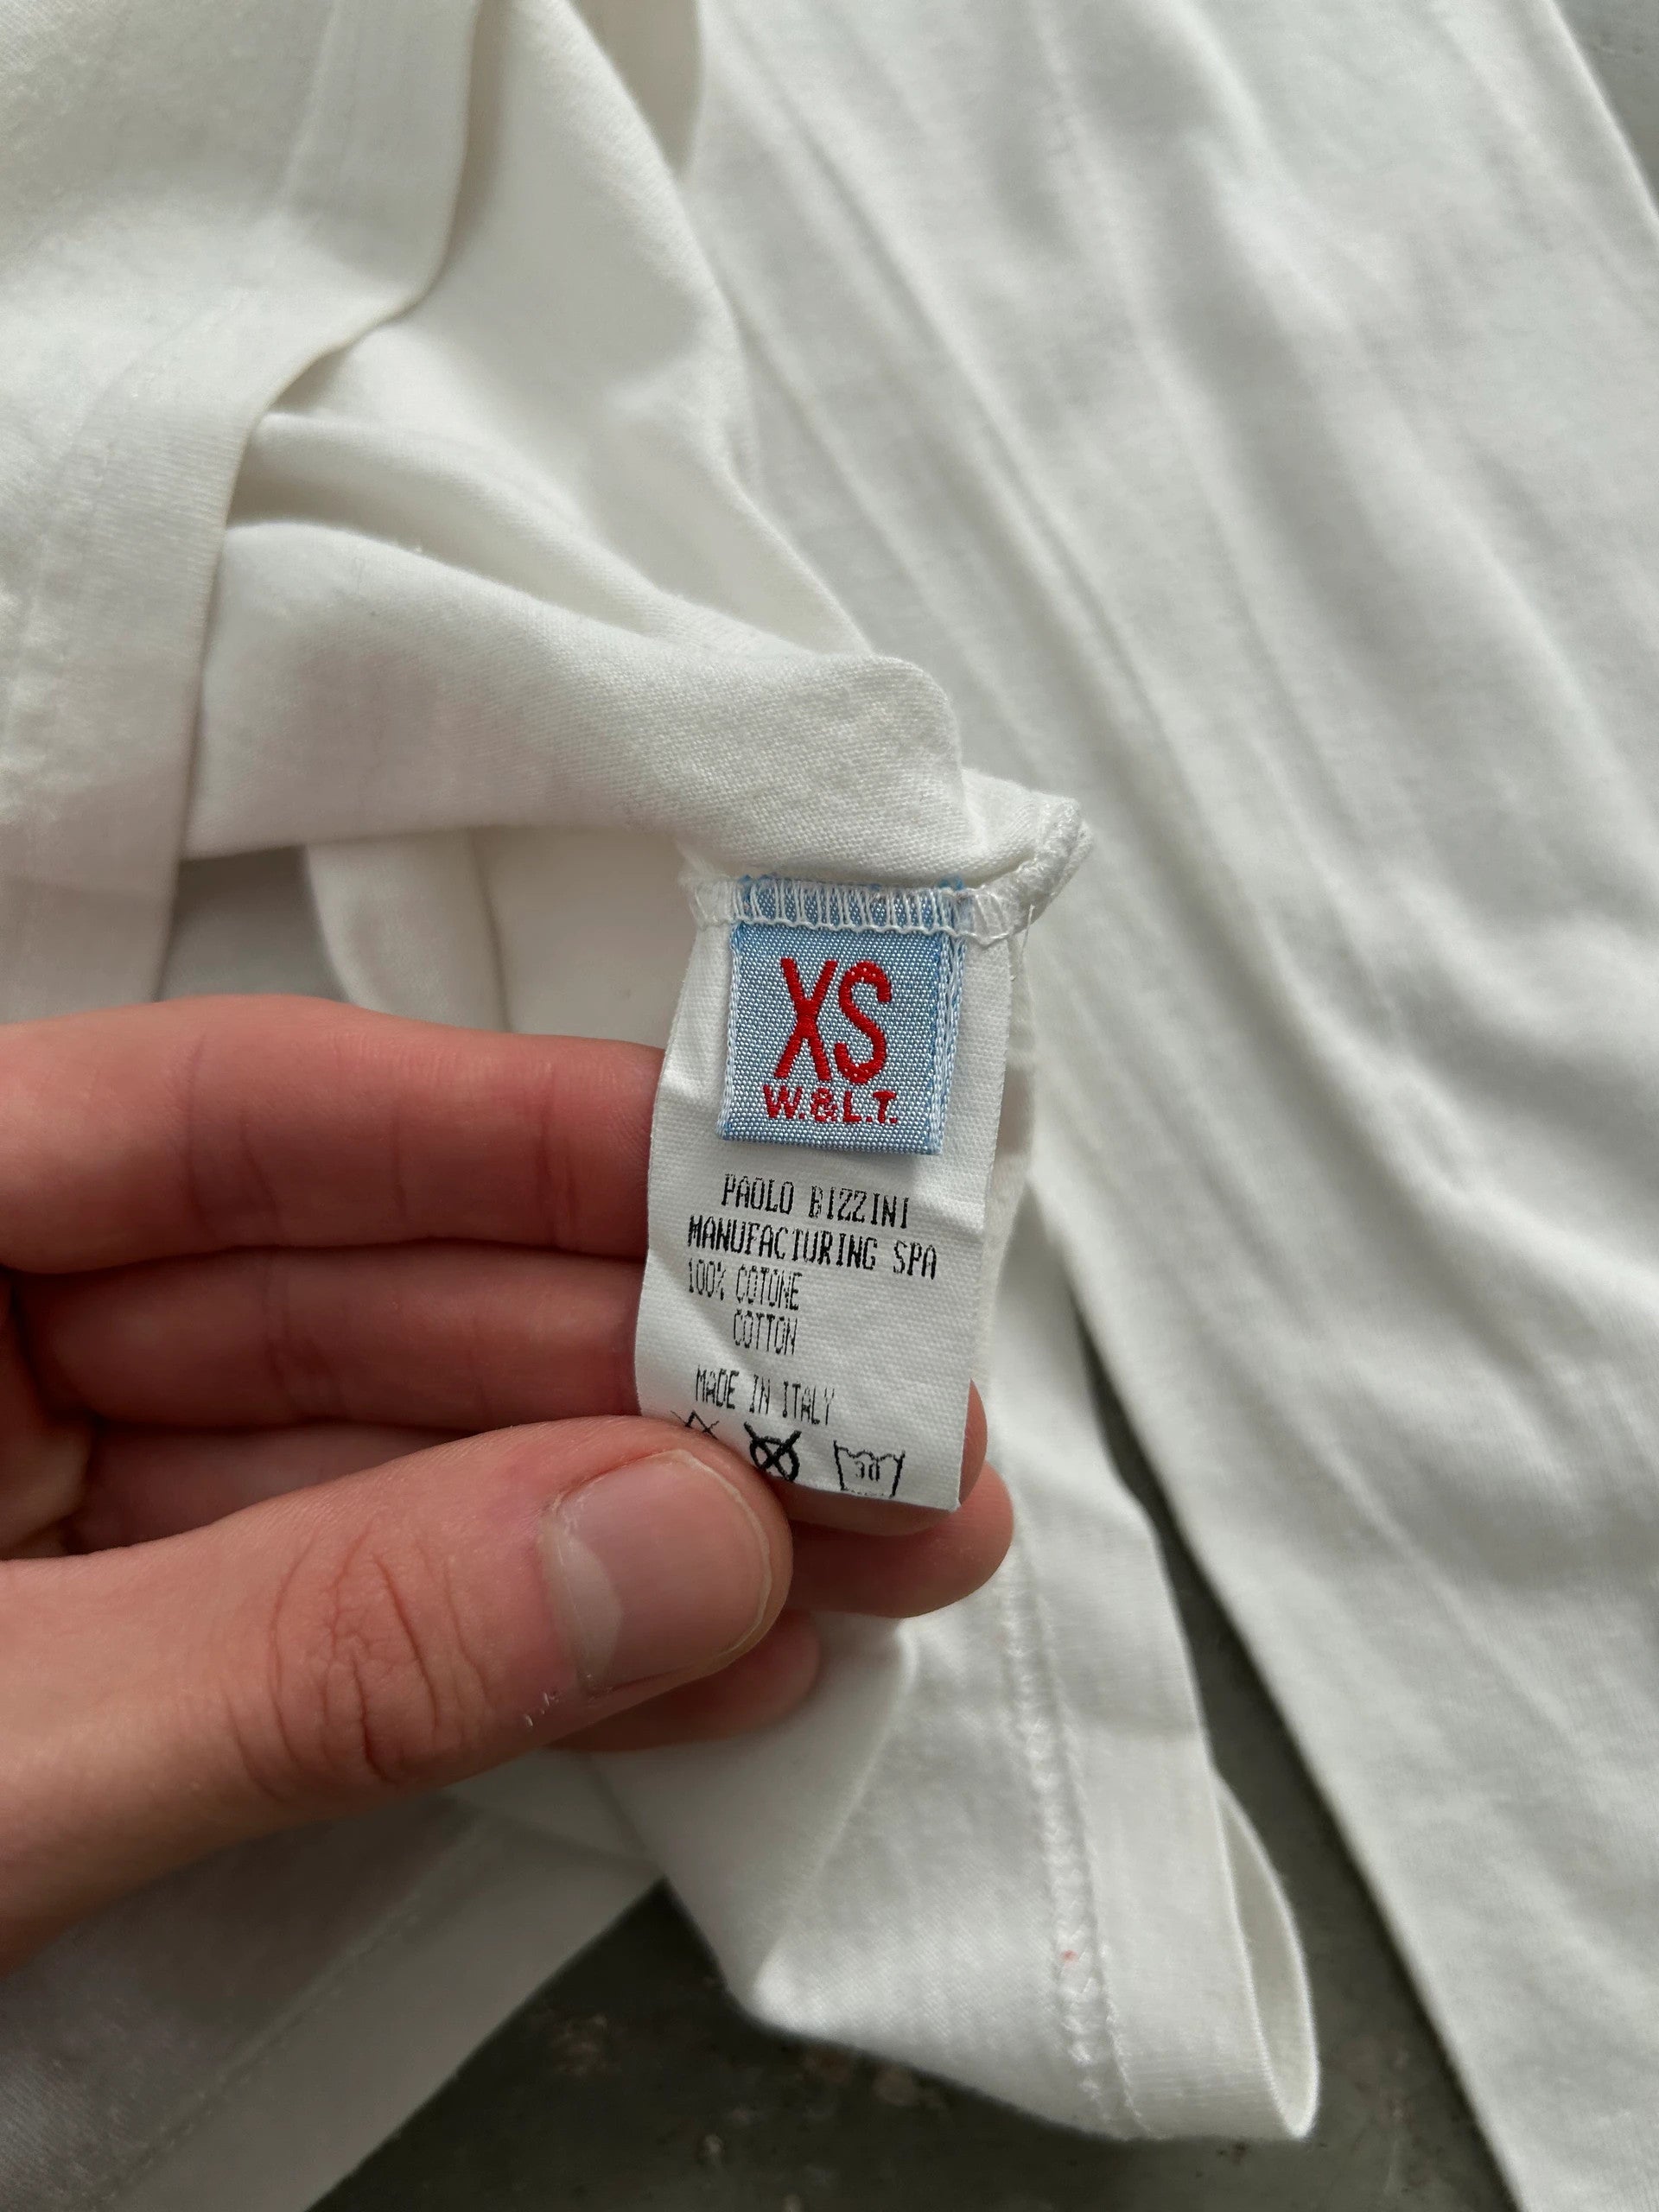 XS
W.&L.T.
PAOLO BIZZINI
MANUFACTURING SPA
100% COTONE
COTTON
MADE IN ITALY
30